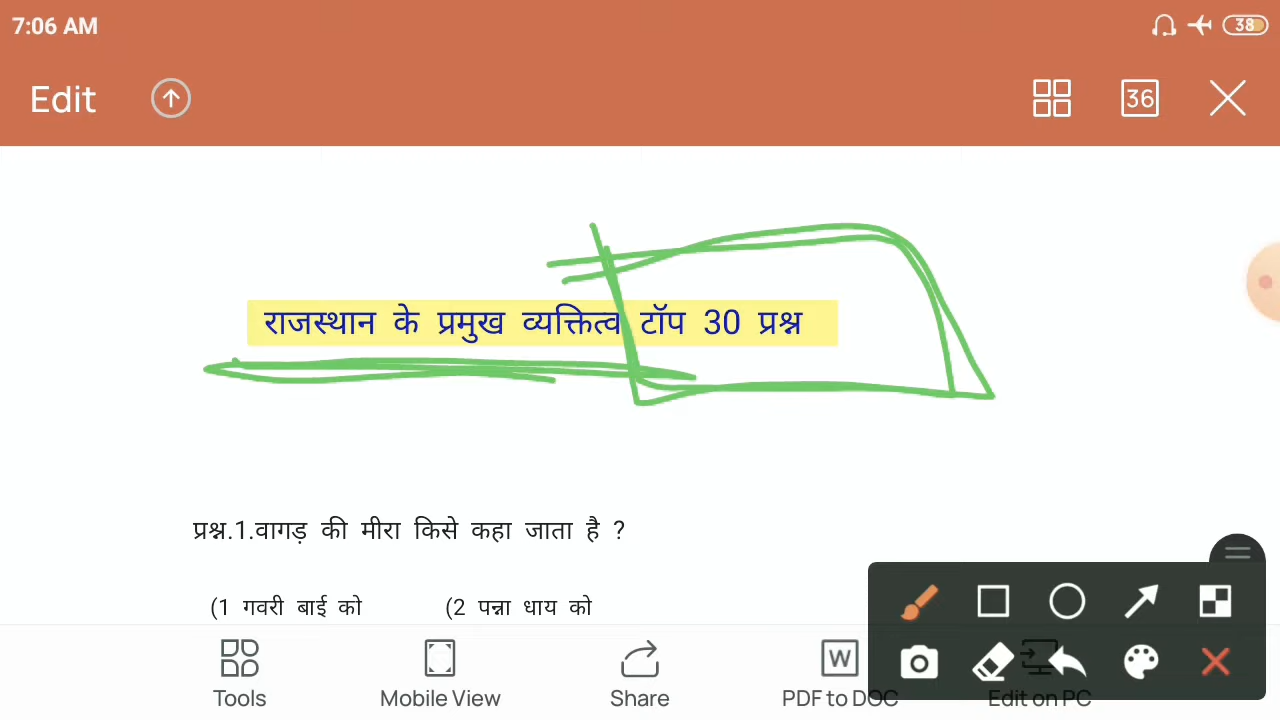 7:06 AM
38
Edit
36
राजस्थान के प्रमुख व्यक्तित्व टॉप 30 प्रश्न
प्रश्न.1.वागड़ की मीरा किसे कहा जाता है ?
(1 गवरी बाई को (2 पन्ना धाय को
Tools Mobile View Share PDF to DOC Edit on PC